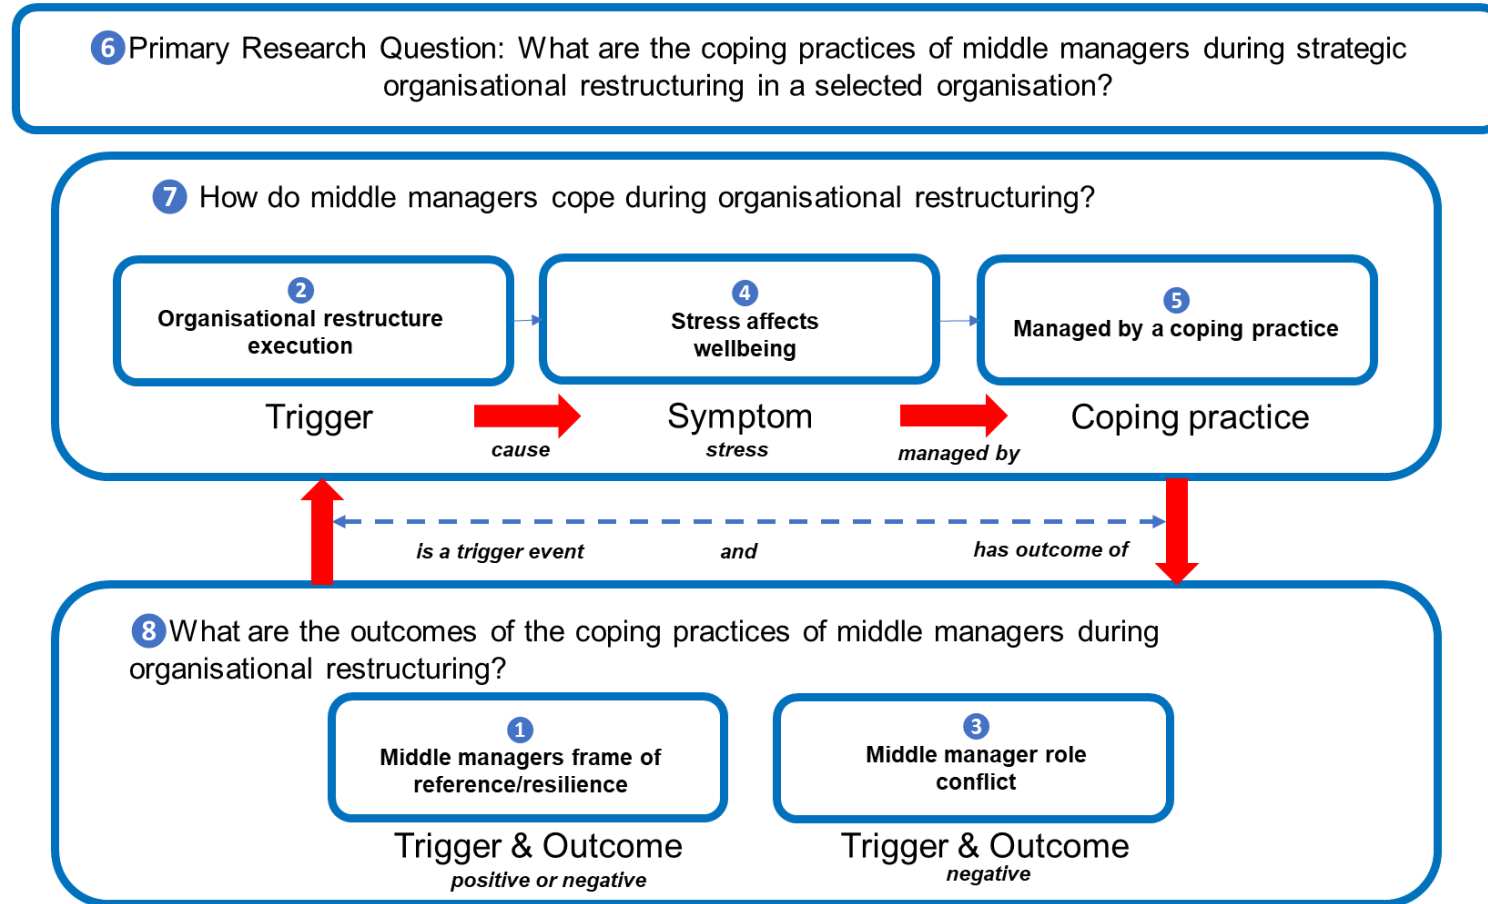 6 Primary Research Question: What are the coping practices of middle managers during strategic
organisational restructuring in a selected organisation?
7 How do middle managers cope during organisational restructuring?
2
Organisational restructure
execution
4
Stress affects
wellbeing
5
Managed by a coping practice
Trigger
cause
Symptom
stress
managed by
Coping practice
is a trigger event
and
has outcome of
8 What are the outcomes of the coping practices of middle managers during
organisational restructuring?
1
Middle managers frame of
reference/resilience
3
Middle manager role
conflict
Trigger & Outcome
positive or negative
Trigger & Outcome
negative